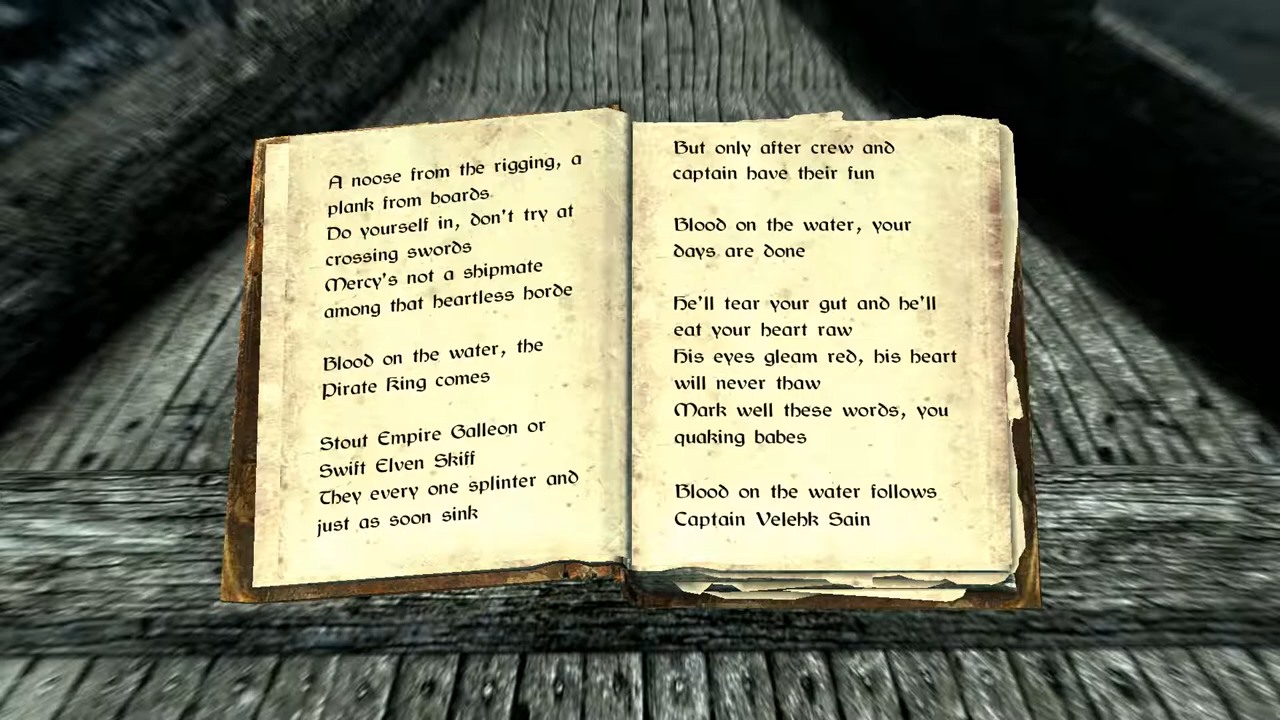 A noose from the rigging, a
plank from boards
Do yourself in, don't try at
crossing swords
Mercy's not a shipmate
among that heartless horde
Blood on the water, the
Pirate King comes
Stout Empire Galleon or
Swift Elven Skiff
They every one splinter and
just as soon sink
But only after crew and
captain have their fun
Blood on the water, your
days are done
He'll tear your gut and he'll
eat your heart raw
His eyes gleam red, his heart
will never thaw
Mark well these words, you
quaking babes
Blood on the water follows
Captain Velehk Sain